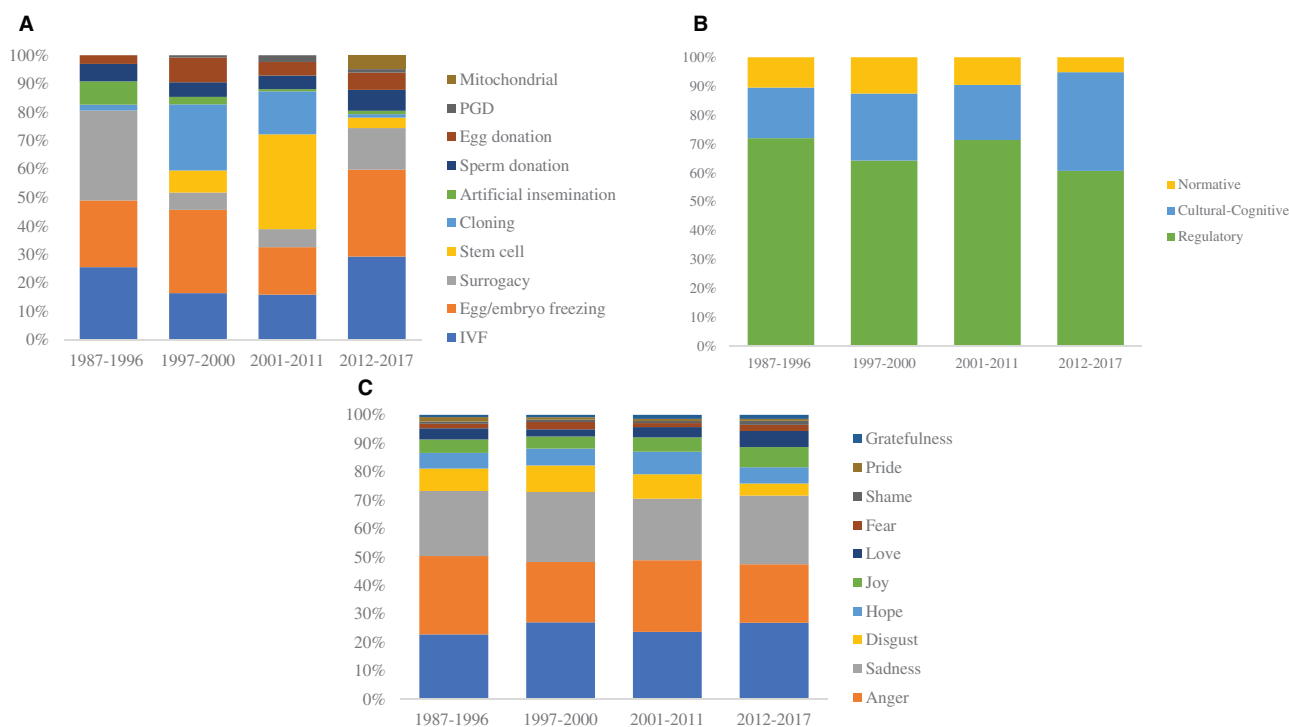 A
100%
90%
80%
70%
60%
50%
40%
30%
20%
10%
0%
1987-1996 1997-2000 2001-2011 2012-2017
Mitochondrial
PGD
Egg donation
Sperm donation
Artificial insemination
Cloning
Stem cell
Surrogacy
Egg/embryo freezing
IVF
B
100%
90%
80%
70%
60%
50%
40%
30%
20%
10%
0%
1987-1996 1997-2000 2001-2011 2012-2017
Normative
Cultural-Cognitive
Regulatory
C
100%
90%
80%
70%
60%
50%
40%
30%
20%
10%
0%
1987-1996 1997-2000 2001-2011 2012-2017
Gratefulness
Pride
Shame
Fear
Love
Joy
Hope
Disgust
Sadness
Anger